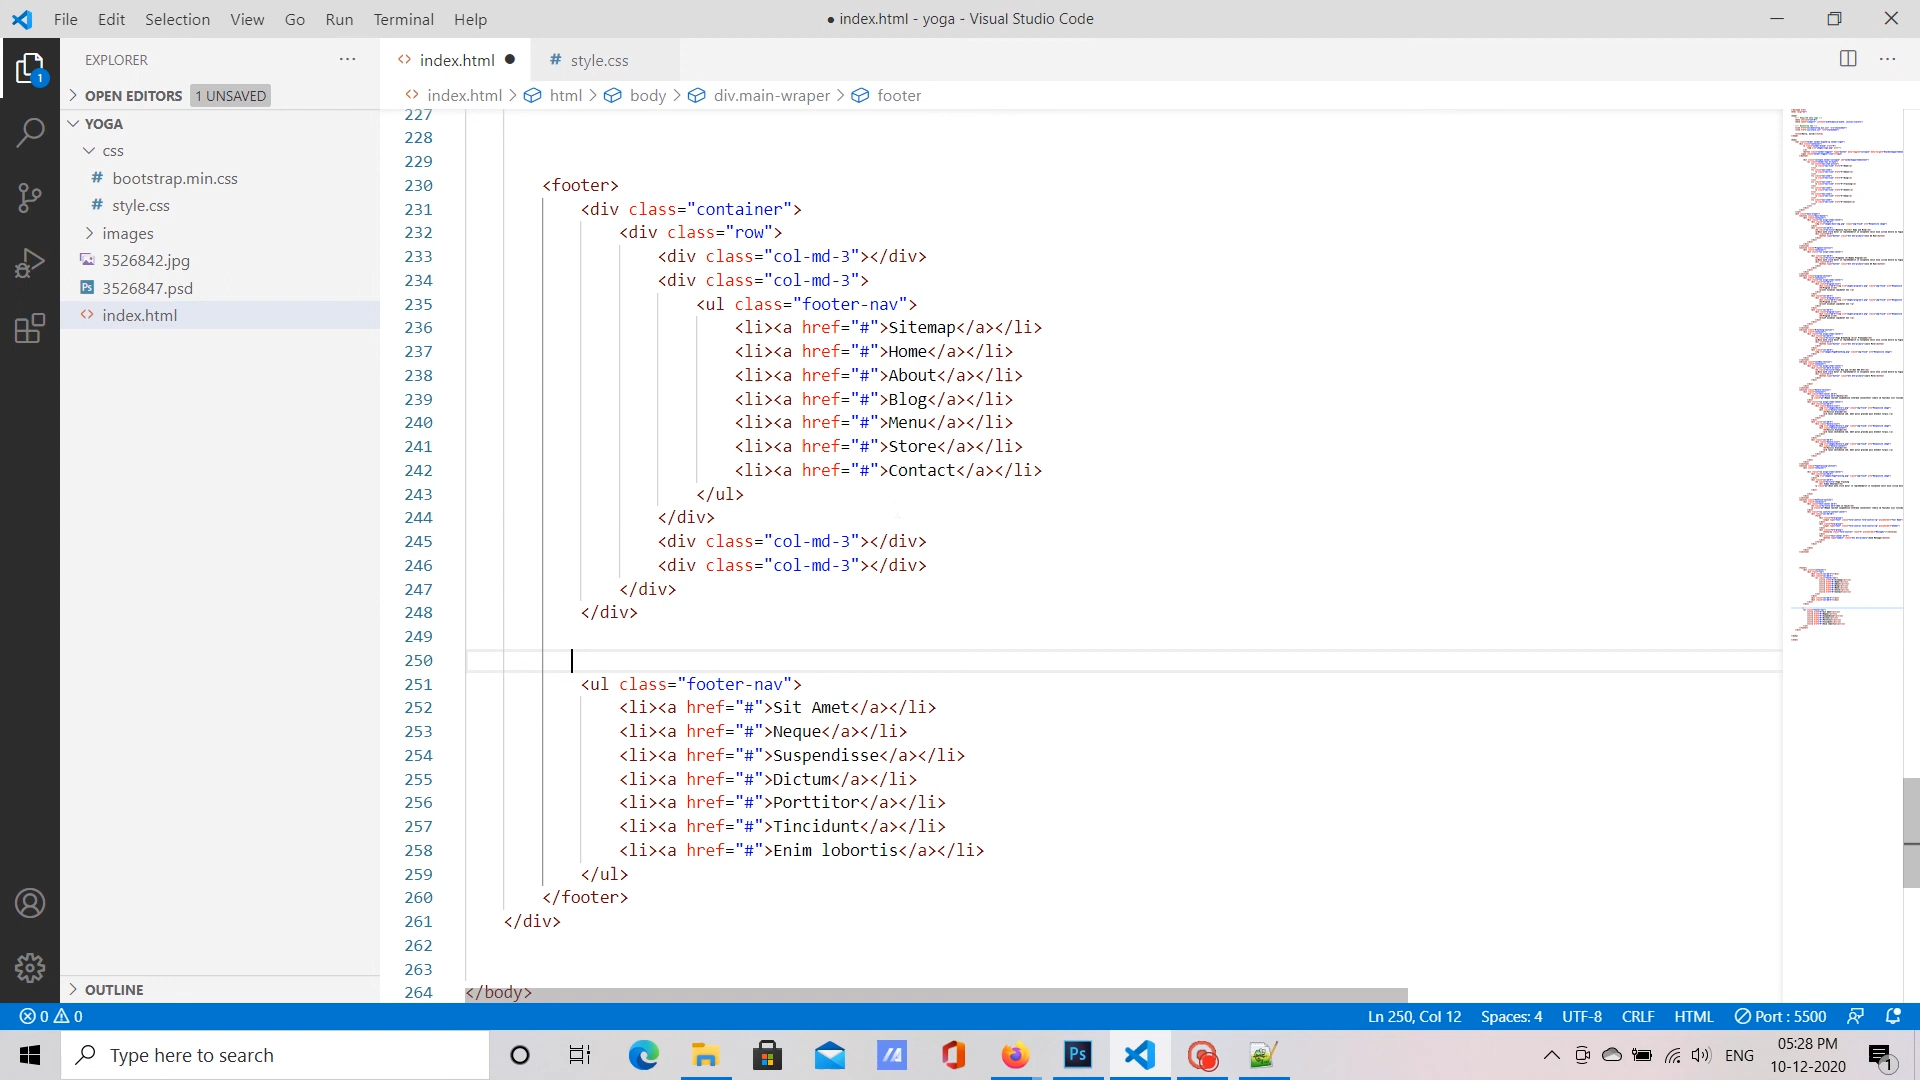 File Edit Selection View Go Run Terminal Help
● index.html - yoga - Visual Studio Code
EXPLORER
index.html
style.css
OPEN EDITORS 1 UNSAVED
index.html > html > body > div.main-wraper > footer
YOGA
css
bootstrap.min.css
style.css
images
3526842.jpg
3526847.psd
index.html
OUTLINE
1
227
228
229
230 <footer>
231 <div class="container">
232 <div class="row">
233 <div class="col-md-3"></div>
234 <div class="col-md-3">
235 <ul class="footer-nav">
236 <li><a href="#">Sitemap</a></li>
237 <li><a href="#">Home</a></li>
238 <li><a href="#">About</a></li>
239 <li><a href="#">Blog</a></li>
240 <li><a href="#">Menu</a></li>
241 <li><a href="#">Store</a></li>
242 <li><a href="#">Contact</a></li>
243 </ul>
244 </div>
245 <div class="col-md-3"></div>
246 <div class="col-md-3"></div>
247 </div>
248 </div>
249
250
251 <ul class="footer-nav">
252 <li><a href="#">Sit Amet</a></li>
253 <li><a href="#">Neque</a></li>
254 <li><a href="#">Suspendisse</a></li>
255 <li><a href="#">Dictum</a></li>
256 <li><a href="#">Porttitor</a></li>
257 <li><a href="#">Tincidunt</a></li>
258 <li><a href="#">Enim lobortis</a></li>
259 </ul>
260 </footer>
261 </div>
262
263
264 </body>
0 0
Ln 250, Col 12 Spaces: 4 UTF-8 CRLF HTML Port : 5500
Type here to search
Ps
ENG
05:28 PM
10-12-2020
1